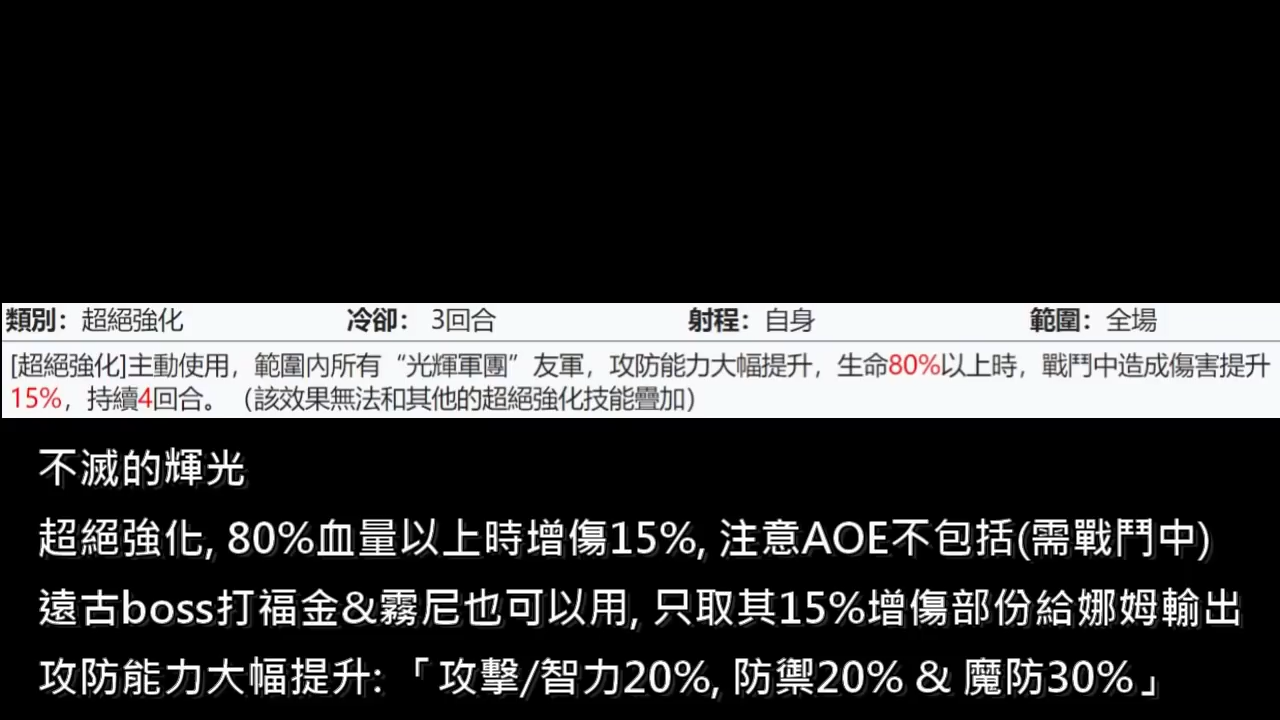 類別：超絕強化 冷卻：3回合 射程：自身 範圍：全場
[超絕強化]主動使用，範圍內所有“光輝軍團”友軍，攻防能力大幅提升，生命80%以上時，戰鬥中造成傷害提升
15%，持續4回合。（該效果無法和其他的超絕強化技能疊加）
不滅的輝光
超絕強化, 80%血量以上時增傷15%, 注意AOE不包括(需戰鬥中)
遠古boss打福金&霧尼也可以用, 只取其15%增傷部份給娜姆輸出
攻防能力大幅提升: 「攻擊/智力20%, 防禦20% & 魔防30%」